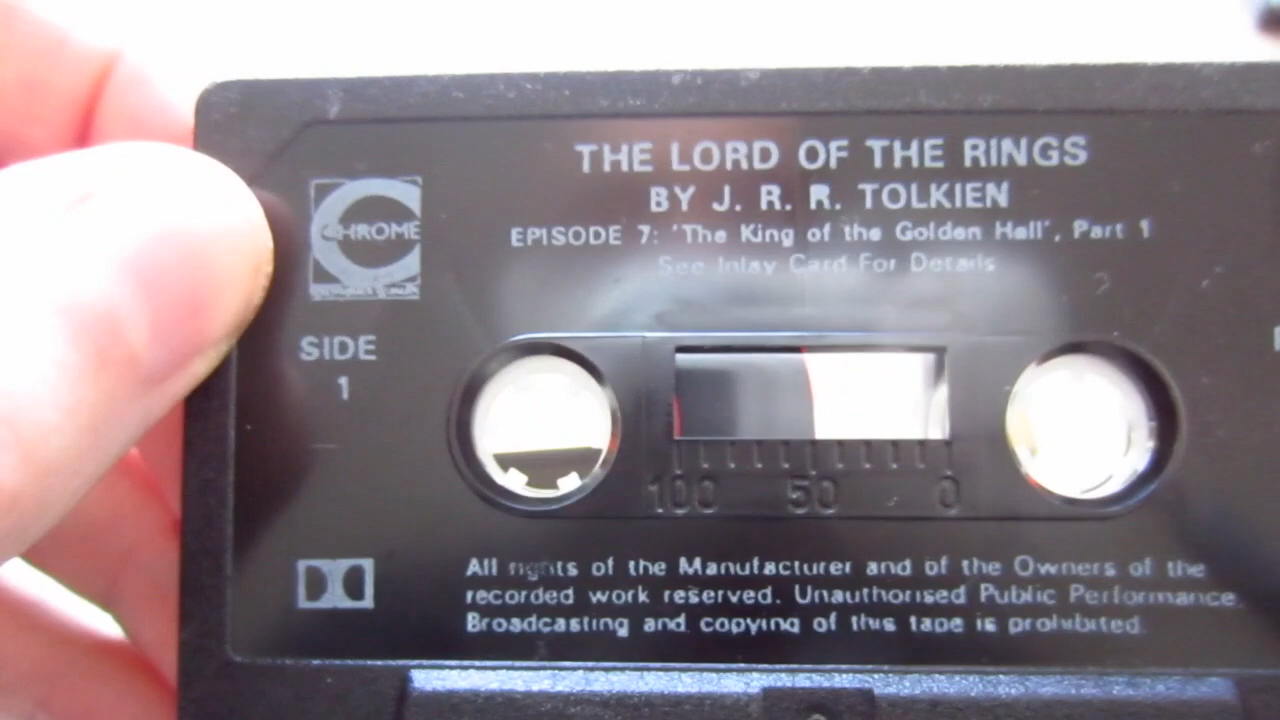 THE LORD OF THE RINGS
BY J. R. R. TOLKIEN
EPISODE 7: 'The King of the Golden Hall', Part 1
See Inlay Card For Details
CHROME
SIDE
1
100 50 0
All rights of the Manufacturer and of the Owners of the
recorded work reserved. Unauthorised Public Performance.
Broadcasting and copying of this tape is prohibited.